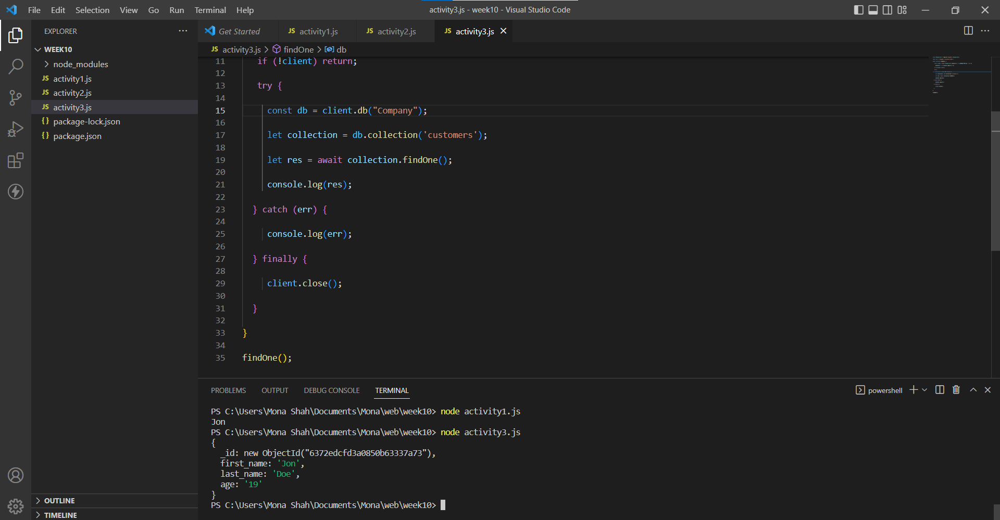 File Edit Selection View Go Run Terminal Help
activity3.js - week10 - Visual Studio Code
EXPLORER
WEEK10
node_modules
JS activity1.js
JS activity2.js
JS activity3.js
{} package-lock.json
{} package.json
OUTLINE
TIMELINE
Get Started JS activity1.js JS activity2.js JS activity3.js
JS activity3.js > findOne > db
11 if (!client) return;
12
13 try {
14
15 const db = client.db("Company");
16
17 let collection = db.collection('customers');
18
19 let res = await collection.findOne();
20
21 console.log(res);
22
23 } catch (err) {
24
25 console.log(err);
26
27 } finally {
28
29 client.close();
30
31 }
32
33 }
34
35 findOne();
PROBLEMS OUTPUT DEBUG CONSOLE TERMINAL
powershell
PS C:\Users\Mona Shah\Documents\Mona\web\week10> node activity1.js
Jon
PS C:\Users\Mona Shah\Documents\Mona\web\week10> node activity3.js
{
_id: new ObjectId("6372edcfd3a0850b63337a73"),
first_name: 'Jon',
last_name: 'Doe',
age: '19'
}
PS C:\Users\Mona Shah\Documents\Mona\web\week10>